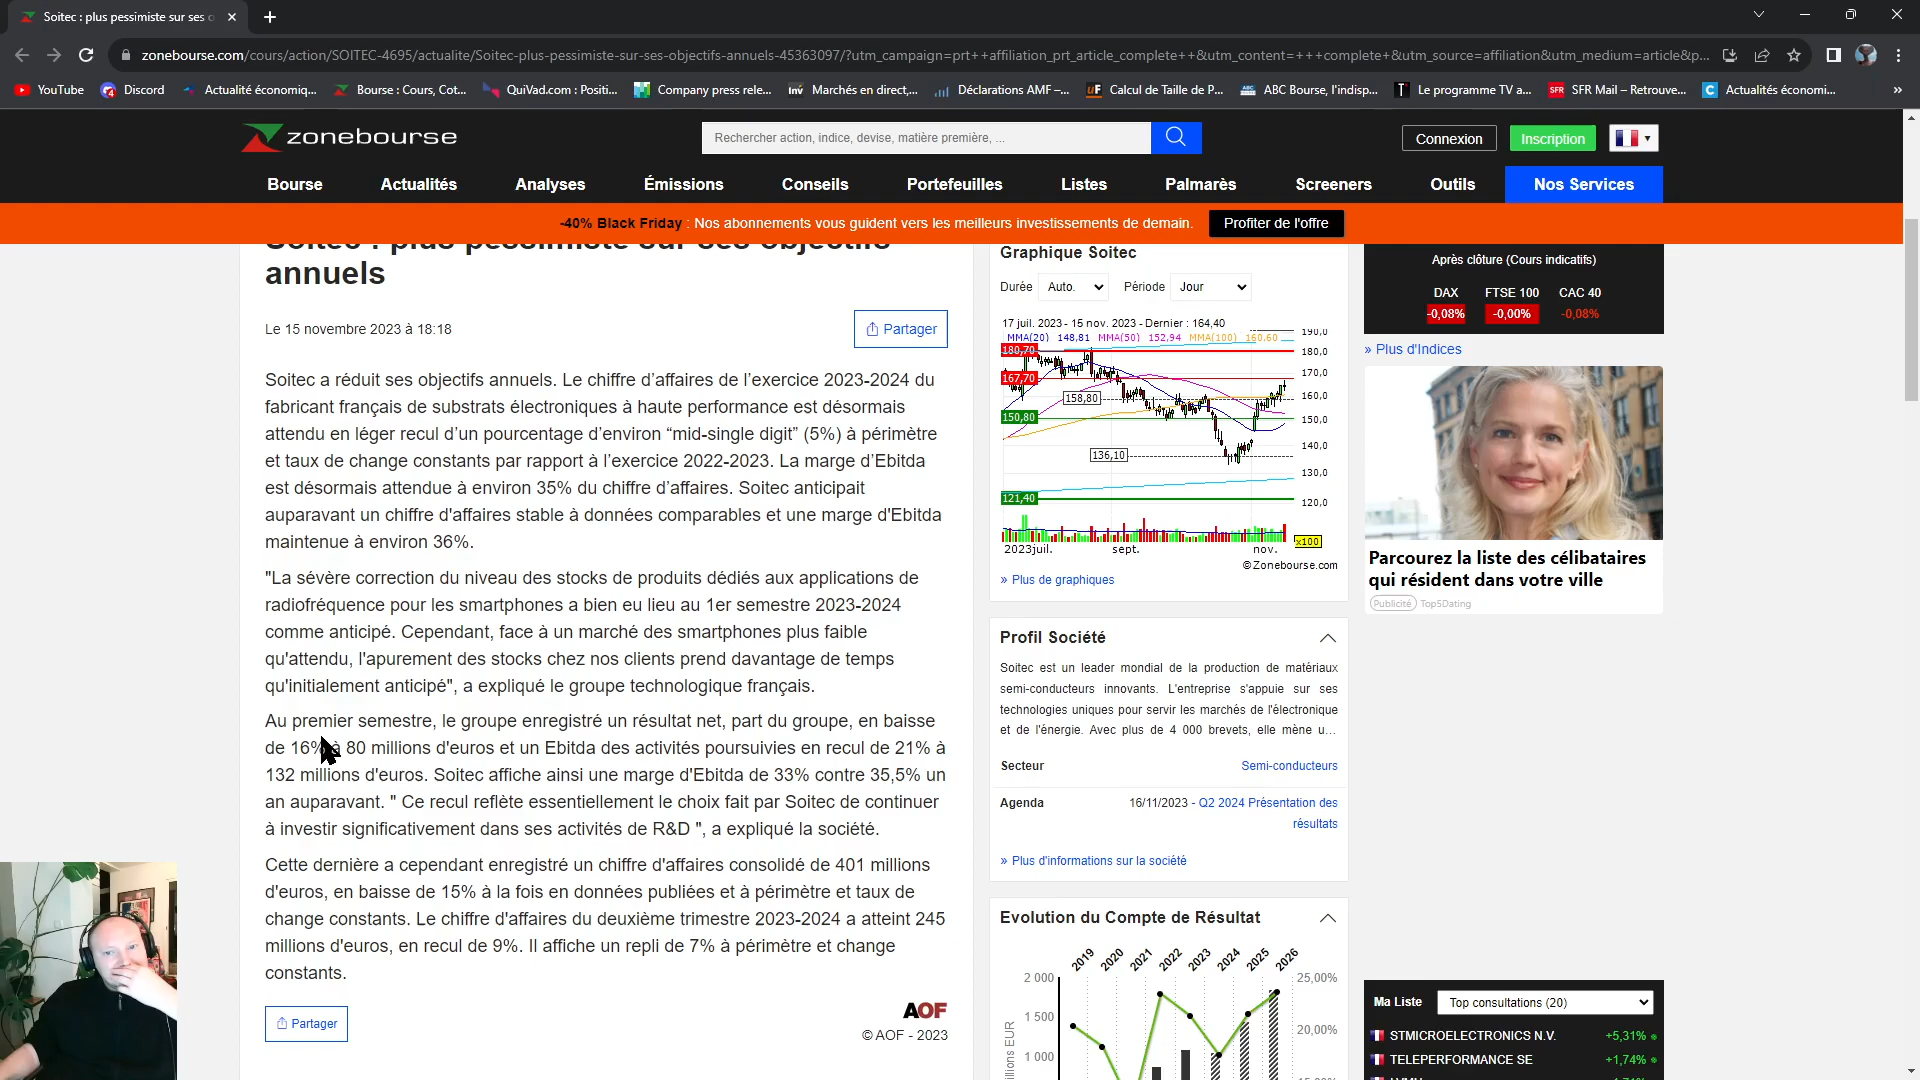 Soitec : plus pessimiste sur ses o
zonebourse.com/cours/action/SOITEC-4695/actualite/Soitec-plus-pessimiste-sur-ses-objectifs-annuels-45363097/?utm_campaign=prt++affiliation_prt_article_complete++&utm_content=+++complete+&utm_source=affiliation&utm_medium=article&p...
YouTube
Discord
Actualité économiq...
Bourse : Cours, Cot...
QuiVad.com : Positi...
Company press rele...
Inv
Marchés en direct,...
Déclarations AMF –...
uF
Calcul de Taille de P...
ABC
ABC Bourse, l'indisp...
T
Le programme TV a...
SFR
SFR Mail – Retrouve...
C
Actualités économi...
»
zonebourse
Rechercher action, indice, devise, matière première, ...
Connexion
Inscription
Bourse
Actualités
Analyses
Émissions
Conseils
Portefeuilles
Listes
Palmarès
Screeners
Outils
Nos Services
-40% Black Friday : Nos abonnements vous guident vers les meilleurs investissements de demain.
Profiter de l'offre
Soitec : plus pessimiste sur ses objectifs
annuels
Le 15 novembre 2023 à 18:18
Partager
Soitec a réduit ses objectifs annuels. Le chiffre d’affaires de l’exercice 2023-2024 du
fabricant français de substrats électroniques à haute performance est désormais
attendu en léger recul d’un pourcentage d’environ “mid-single digit” (5%) à périmètre
et taux de change constants par rapport à l’exercice 2022-2023. La marge d’Ebitda
est désormais attendue à environ 35% du chiffre d’affaires. Soitec anticipait
auparavant un chiffre d'affaires stable à données comparables et une marge d'Ebitda
maintenue à environ 36%.
"La sévère correction du niveau des stocks de produits dédiés aux applications de
radiofréquence pour les smartphones a bien eu lieu au 1er semestre 2023-2024
comme anticipé. Cependant, face à un marché des smartphones plus faible
qu'attendu, l'apurement des stocks chez nos clients prend davantage de temps
qu'initialement anticipé", a expliqué le groupe technologique français.
Au premier semestre, le groupe enregistré un résultat net, part du groupe, en baisse
de 16% à 80 millions d'euros et un Ebitda des activités poursuivies en recul de 21% à
132 millions d'euros. Soitec affiche ainsi une marge d'Ebitda de 33% contre 35,5% un
an auparavant. " Ce recul reflète essentiellement le choix fait par Soitec de continuer
à investir significativement dans ses activités de R&D ", a expliqué la société.
Cette dernière a cependant enregistré un chiffre d'affaires consolidé de 401 millions
d'euros, en baisse de 15% à la fois en données publiées et à périmètre et taux de
change constants. Le chiffre d'affaires du deuxième trimestre 2023-2024 a atteint 245
millions d'euros, en recul de 9%. Il affiche un repli de 7% à périmètre et change
constants.
AOF
Partager
© AOF - 2023
Graphique Soitec
Durée
Auto.
Période
Jour
17 juil. 2023 - 15 nov. 2023 - Dernier : 164,40
MMA(20) 148,81 MMA(50) 152,94 MMA(100) 160,60
190,0
180,70
180,0
170,0
167,70
158,80
160,0
150,80
150,0
140,0
136,10
130,0
121,40
120,0
x100
2023juil.
sept.
nov.
©Zonebourse.com
» Plus de graphiques
Profil Société
Soitec est un leader mondial de la production de matériaux
semi-conducteurs innovants. L'entreprise s'appuie sur ses
technologies uniques pour servir les marchés de l'électronique
et de l'énergie. Avec plus de 4 000 brevets, elle mène u...
Secteur
Semi-conducteurs
Agenda
16/11/2023 - Q2 2024 Présentation des
résultats
» Plus d'informations sur la société
Evolution du Compte de Résultat
2019 2020 2021 2022 2023 2024 2025 2026
2 000
25,00%
1 500
20,00%
1 000
illions EUR
Après clôture (Cours indicatifs)
DAX
FTSE 100
CAC 40
-0,08%
-0,00%
-0,08%
» Plus d'Indices
Parcourez la liste des célibataires
qui résident dans votre ville
Publicité Top5Dating
Ma Liste
Top consultations (20)
STMICROELECTRONICS N.V.
+5,31%
TELEPERFORMANCE SE
+1,74%